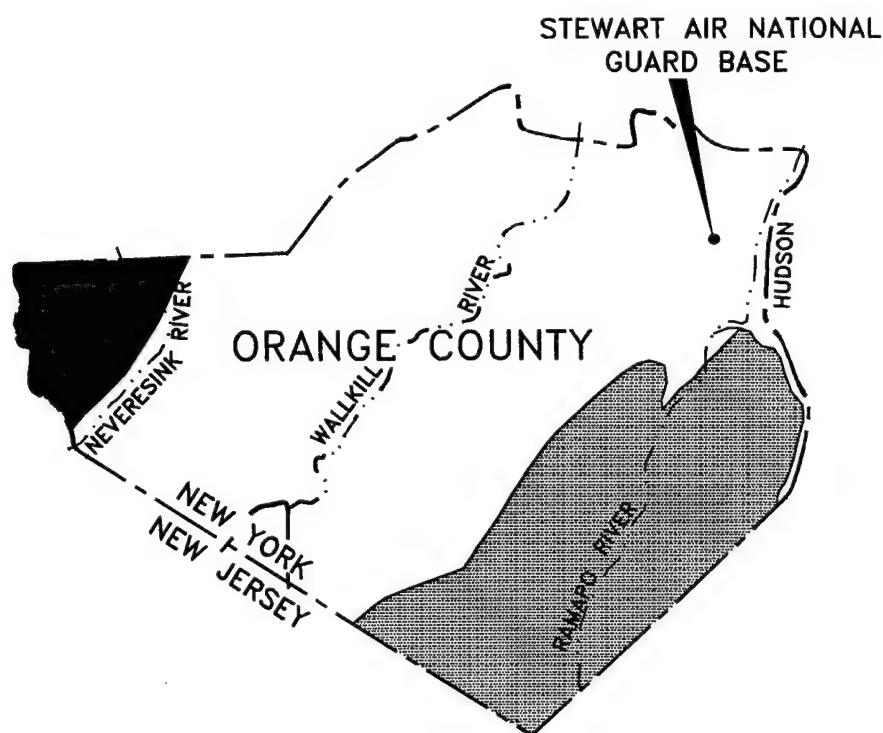 STEWART AIR NATIONAL
GUARD BASE
HUDSON
NEVERESINK RIVER
WALLKILL RIVER
ORANGE COUNTY
RAMAPO RIVER
NEW YORK
NEW JERSEY